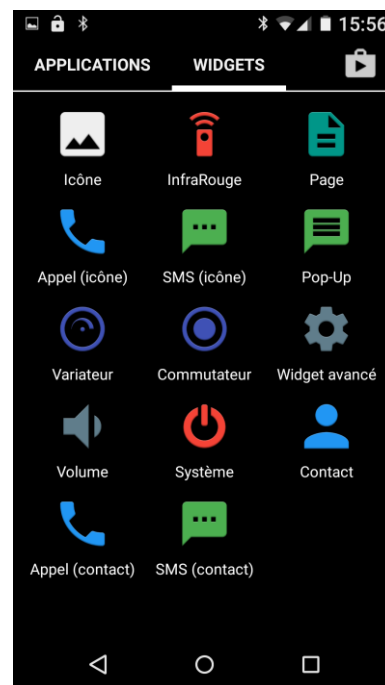 15:56
APPLICATIONS WIDGETS
Icône InfraRouge Page
Appel (icône) SMS (icône) Pop-Up
Variateur Commutateur Widget avancé
Volume Système Contact
Appel (contact) SMS (contact)